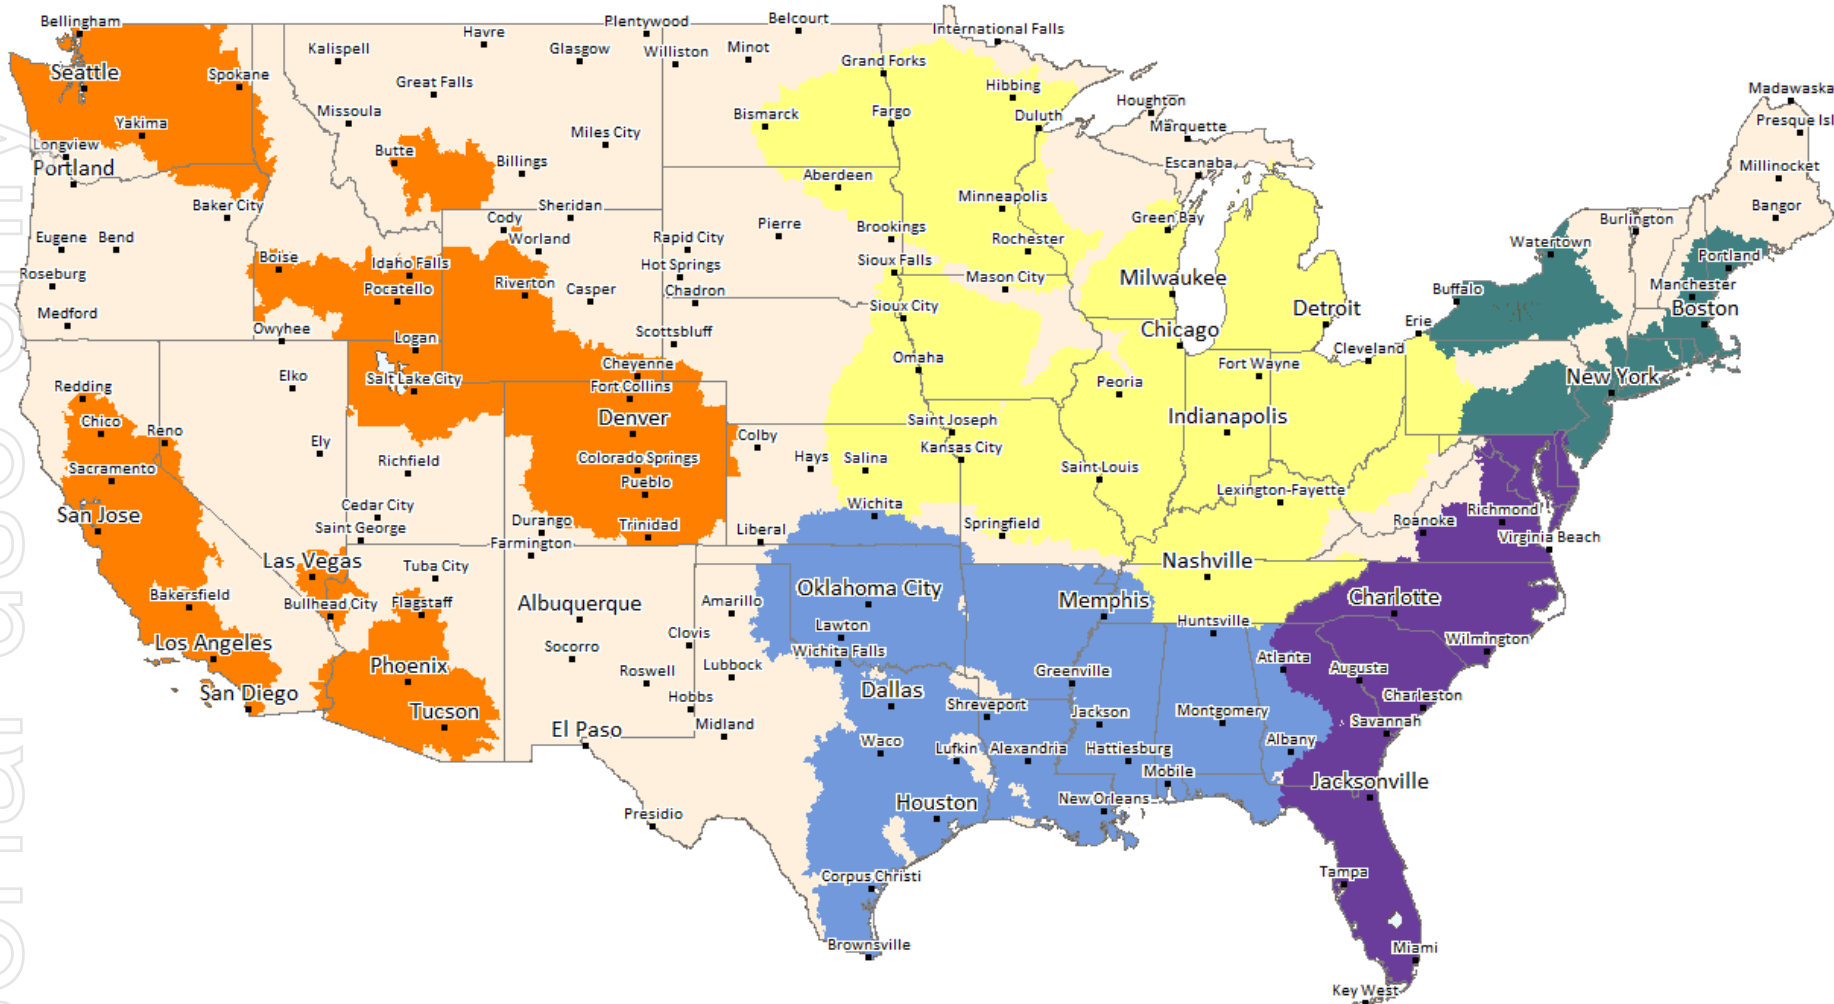 Bellingham
Seattle
Spokane
Yakima
Longview
Portland
Baker City
Eugene
Bend
Roseburg
Medford
Kalispell
Havre
Plentywood
Glasgow
Great Falls
Missoula
Miles City
Butte
Billings
Belcourt
Williston
Minot
Bismarck
Grand Forks
Fargo
International Falls
Hibbing
Duluth
Houghton
Marquette
Escanaba
Madawaska
Presque Isl
Millinocket
Bangor
Burlington
Portland
Watertown
Manchester
Boston
Buffalo
Erie
New York
Boise
Idaho Falls
Pocatello
Owyhee
Logan
Salt Lake City
Cody
Sheridan
Worland
Riverton
Casper
Cheyenne
Rapid City
Hot Springs
Chadron
Scottsbluff
Pierre
Aberdeen
Brookings
Sioux Falls
Sioux City
Omaha
Minneapolis
Rochester
Mason City
Green Bay
Milwaukee
Chicago
Detroit
Cleveland
Fort Wayne
Peoria
Indianapolis
Redding
Chico
Reno
Sacramento
San Jose
Elko
Ely
Richfield
Cedar City
Saint George
Las Vegas
Bullhead City
Bakersfield
Los Angeles
San Diego
Fort Collins
Denver
Colorado Springs
Pueblo
Trinidad
Durango
Farmington
Tuba City
Flagstaff
Phoenix
Tucson
Albuquerque
Socorro
Roswell
Clovis
Hobbs
El Paso
Colby
Hays
Salina
Wichita
Liberal
Saint Joseph
Kansas City
Saint Louis
Springfield
Lexington-Fayette
Nashville
Memphis
Roanoke
Richmond
Virginia Beach
Oklahoma City
Amarillo
Lawton
Wichita Falls
Lubbock
Midland
Dallas
Waco
Lufkin
Houston
Presidio
Corpus Christi
Brownsville
Shreveport
Alexandria
Greenville
Jackson
Hattiesburg
New Orleans
Mobile
Huntsville
Montgomery
Atlanta
Albany
Augusta
Charlotte
Wilmington
Charleston
Savannah
Jacksonville
Tampa
Miami
Key West